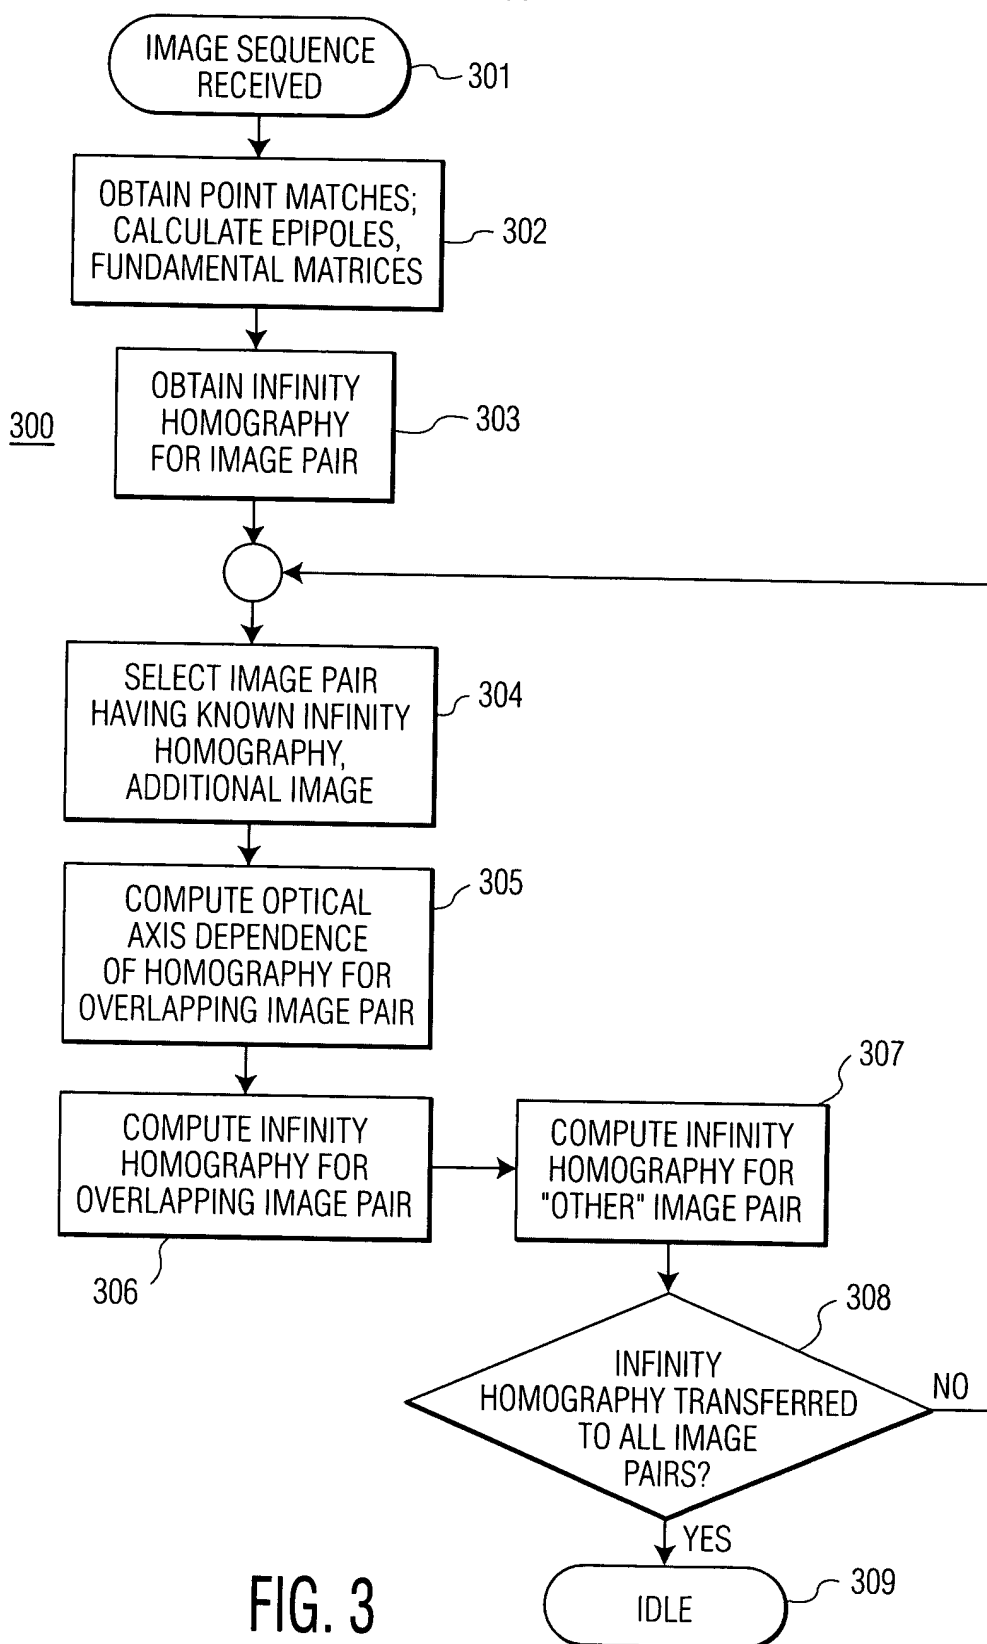 IMAGE SEQUENCE
RECEIVED
301
OBTAIN POINT MATCHES;
CALCULATE EPIPOLES,
FUNDAMENTAL MATRICES
302
OBTAIN INFINITY
HOMOGRAPHY
FOR IMAGE PAIR
303
300
SELECT IMAGE PAIR
HAVING KNOWN INFINITY
HOMOGRAPHY,
ADDITIONAL IMAGE
304
COMPUTE OPTICAL
AXIS DEPENDENCE
OF HOMOGRAPHY FOR
OVERLAPPING IMAGE PAIR
305
COMPUTE INFINITY
HOMOGRAPHY FOR
OVERLAPPING IMAGE PAIR
306
307
COMPUTE INFINITY
HOMOGRAPHY FOR
"OTHER" IMAGE PAIR
308
INFINITY
HOMOGRAPHY TRANSFERRED
TO ALL IMAGE
PAIRS?
NO
YES
IDLE
309
FIG. 3